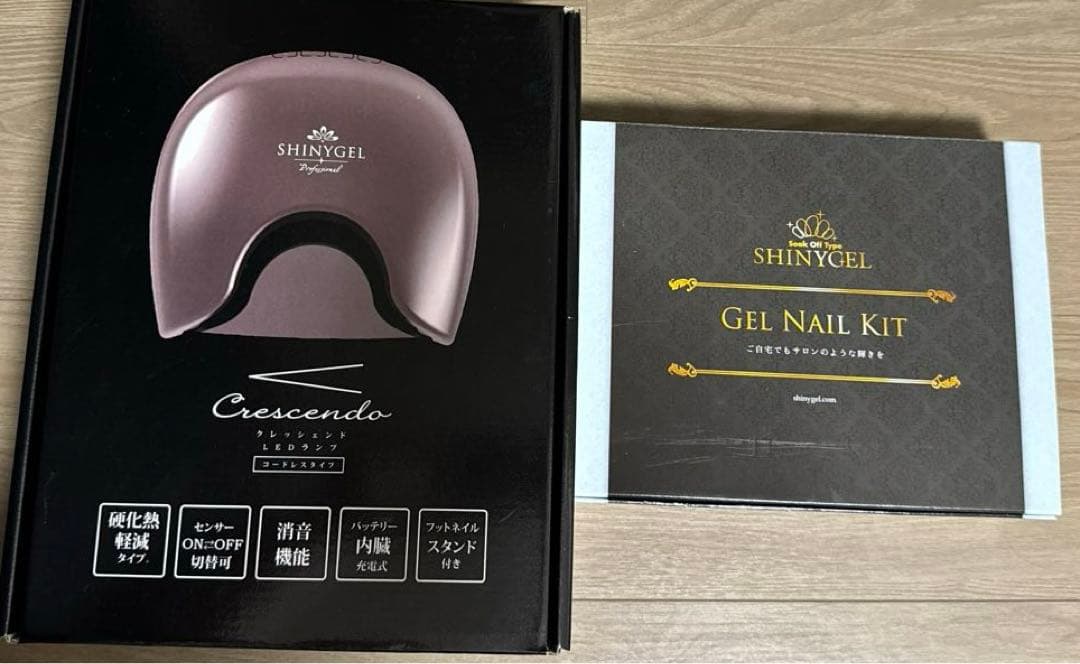 SHINYGEL
Professional
Crescendo
クレッシェンド
LEDランプ
コードレスタイプ
硬化熱
軽減
タイプ。
センサー
ON⇄OFF
切替可
消音
機能
バッテリー
内臓
充電式
フットネイル
スタンド
付き
Soak Off Type
SHINYGEL
GEL NAIL KIT
ご自宅でもサロンのような輝きを
shinygel.com